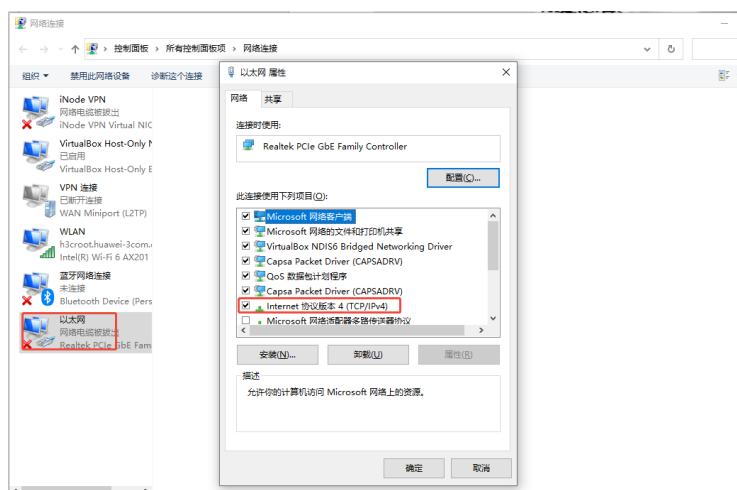 网络连接
控制面板 › 所有控制面板项 › 网络连接
组织 禁用此网络设备 诊断这个连接
iNode VPN
网络电缆被拔出
iNode VPN Virtual NIC
VirtualBox Host-Only
已启用
VirtualBox Host-Only E
VPN 连接
已断开连接
WAN Miniport (L2TP)
WLAN
h3croot.huawei-3com.
Intel(R) Wi-Fi 6 AX201
蓝牙网络连接
未连接
Bluetooth Device (Pers
以太网
网络电缆被拔出
Realtek PCIe GbE Fam
以太网 属性
网络 共享
连接时使用:
Realtek PCIe GbE Family Controller
配置(C)...
此连接使用下列项目(O):
Microsoft 网络客户端
Microsoft 网络的文件和打印机共享
VirtualBox NDIS6 Bridged Networking Driver
Capsa Packet Driver (CAPSADRV)
QoS 数据包计划程序
Capsa Packet Driver (CAPSADRV)
Internet 协议版本 4 (TCP/IPv4)
Microsoft 网络适配器多路传送器协议
安装(N)... 卸载(U) 属性(R)
描述
允许你的计算机访问 Microsoft 网络上的资源。
确定 取消